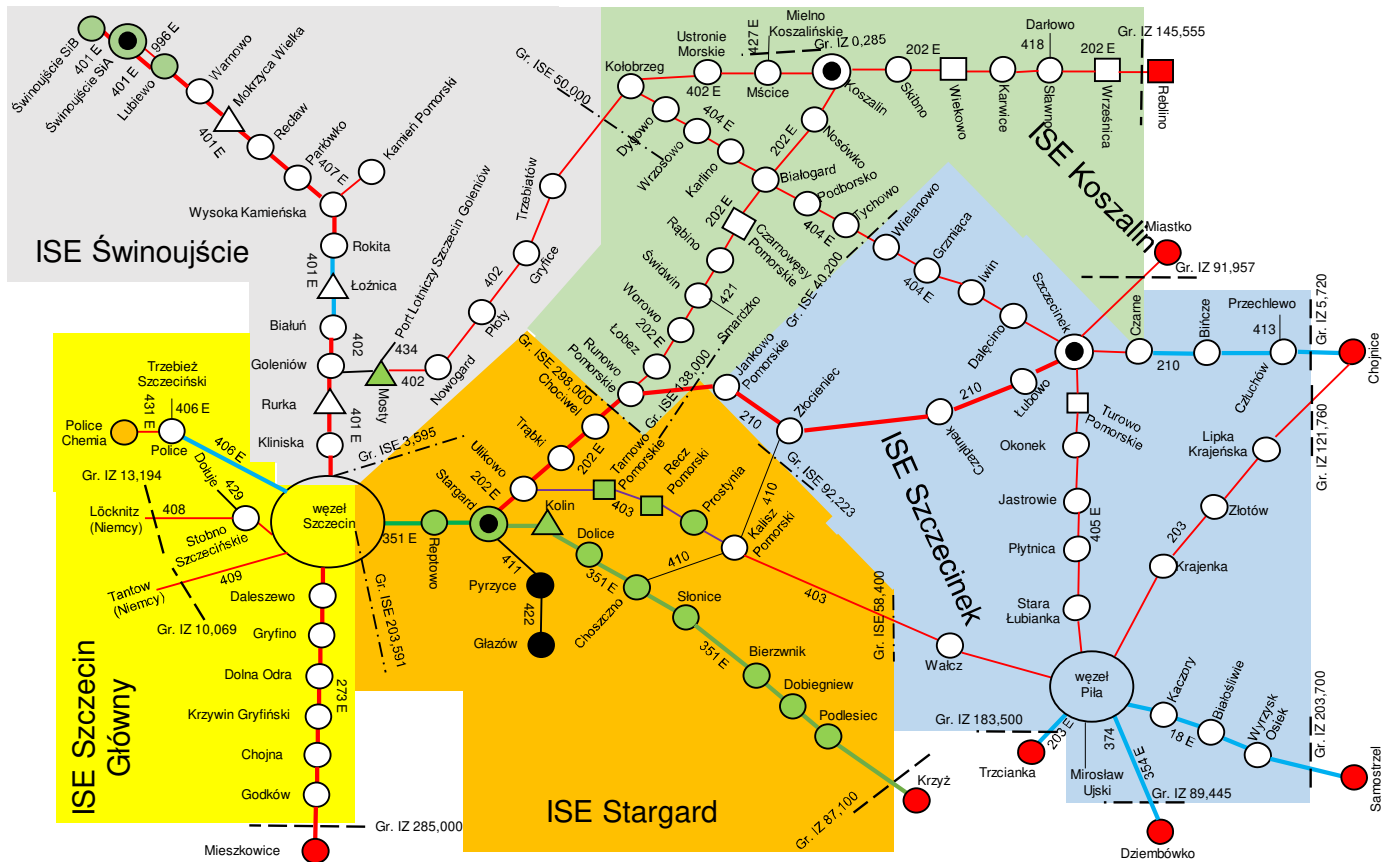 Świnoujście SiB
401 E
Świnoujście SiA
996 E
401 E
Lubiewo
Warnowo
Mokrzyca Wielka
401 E
Recław
Parłówko
407 E
Kamień Pomorski
Wysoka Kamieńska
Rokita
401 E
Łoźnica
Białuń
402
Goleniów
Port Lotniczy Szczecin Goleniów
434
402
Mosty
Nowogard
Płoty
402
Gryfice
Trzebiatów
Rurka
401 E
Kliniska
ISE Świnoujście
Gr. ISE 50,000
Gr. ISE 3,595
Kołobrzeg
Ustronie
Morskie
402 E
427 E
Mielno
Koszalińskie
Mścice
Gr. IZ 0,285
Koszalin
202 E
Skibno
Wiekowo
Karwice
Darłowo
418
Sławno
202 E
Wrześnica
Gr. IZ 145,555
Reblino
Dygowo
404 E
Wrzosowo
Karlino
202 E
Nosówko
Białogard
Podborsko
404 E
Tychowo
202 E
Czarnowęsy
Pomorskie
Rąbino
Świdwin
421
Smardzko
Worowo
202 E
Łobez
Runowo
Pomorskie
Gr. ISE 40,200
Gr. ISE 138,000
Gr. ISE 298,000
ISE Koszalin
Wielanowo
Grzmiąca
404 E
Iwin
Dalęcino
Szczecinek
Miastko
Gr. IZ 91,957
Czarne
210
Bińcze
Przechlewo
413
Człuchów
Gr. IZ 5,720
Chojnice
Gr. IZ 121,760
Lipka
Krajeńska
Złotów
203
Krajenka
Turowo
Pomorskie
Okonek
Jastrowie
405 E
Płytnica
Stara
Łubianka
Łubowo
210
Czaplinek
Złocieniec
210
Jankowo
Pomorskie
Gr. ISE 92,223
ISE Szczecinek
Wałcz
węzeł
Piła
Kaczory
18 E
Białośliwie
Wyrzysk
Osiek
Gr. IZ 203,700
Samostrzel
Gr. IZ 183,500
203 E
Trzcianka
Mirosław
Ujski
374
354 E
Gr. IZ 89,445
Dziembówko
Chociwel
Trąbki
202 E
Ulikowo
202 E
Stargard
Tarnowo
Pomorskie
403
Recz
Pomorski
Prostynia
410
Kalisz
Pomorski
410
403
Gr. ISE 58,400
351 E
Reptowo
Kolin
Dolice
351 E
Choszczno
411
Pyrzyce
422
Głazów
Słonice
351 E
Bierzwnik
Dobiegniew
Podlesiec
Krzyż
Gr. IZ 87,100
ISE Stargard
Gr. ISE 203,591
Trzebież
Szczeciński
431 E
406 E
Police
Chemia
Police
406 E
Gr. IZ 13,194
Dołuje
429
Löcknitz
(Niemcy)
408
Stobno
Szczecińskie
409
Tantow
(Niemcy)
Gr. IZ 10,069
węzeł
Szczecin
Daleszewo
Gryfino
Dolna Odra
273 E
Krzywin Gryfiński
Chojna
Godków
Gr. IZ 285,000
Mieszkowice
ISE Szczecin
Główny